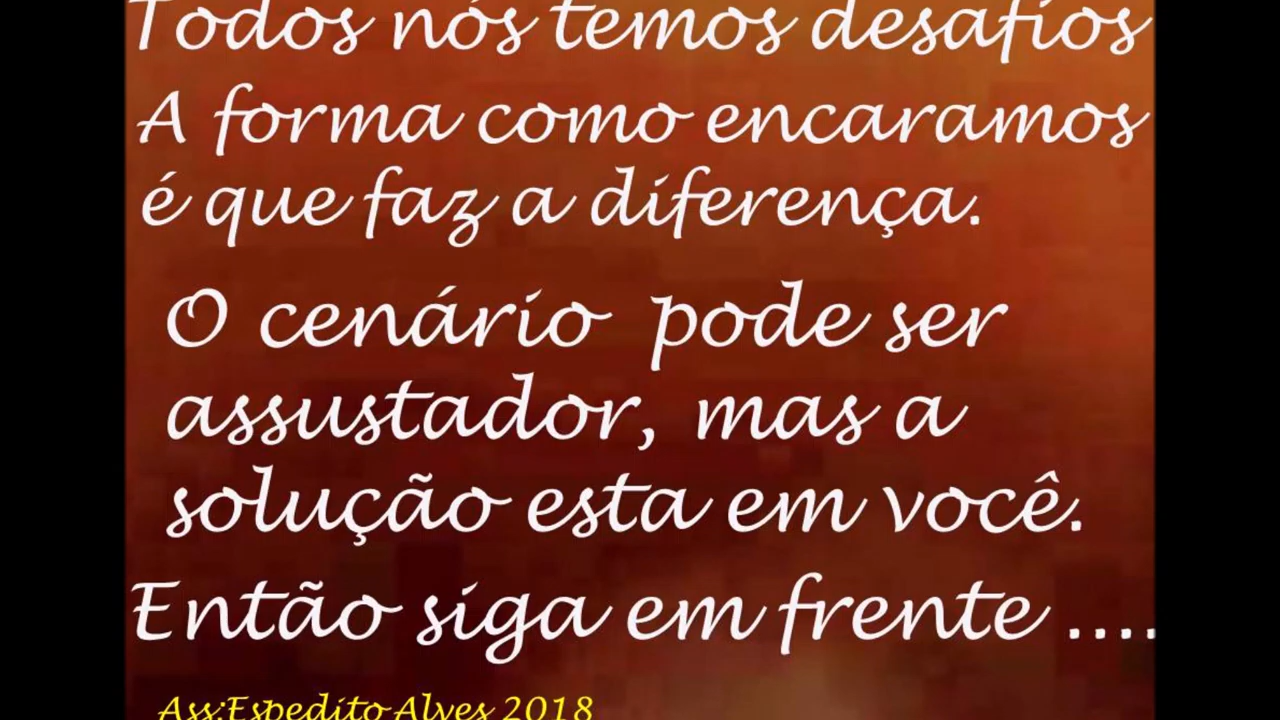 Todos nós temos desafios
A forma como encaramos
é que faz a diferença.
O cenário pode ser
assustador, mas a
solução esta em você.
Então siga em frente ....
Ass:Espedito Alves 2018